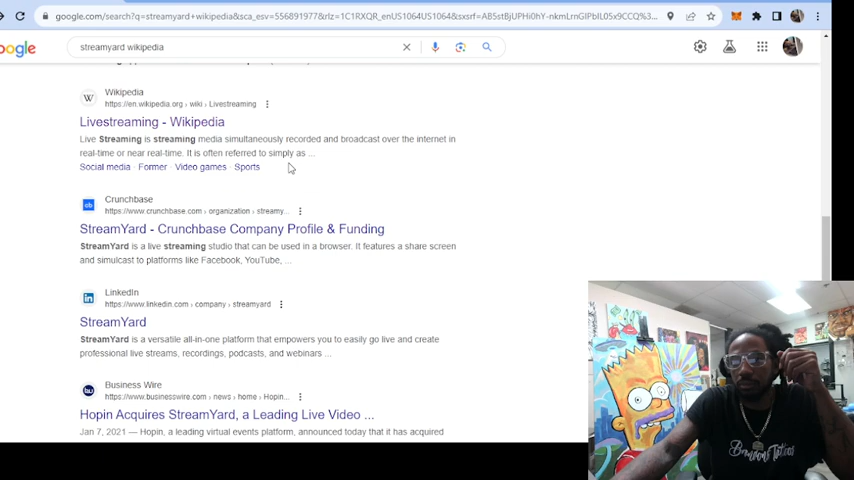 google.com/search?q=streamyard+wikipedia&sca_esv=556891977&rlz=1C1RXQR_enUS1064US1064&sxsrf=AB5stBjUPHi0hY-nkmLrnGlPbIL05x9CCQ%3...
ogle
streamyard wikipedia
W
Wikipedia
https://en.wikipedia.org › wiki › Livestreaming
Livestreaming - Wikipedia
Live Streaming is streaming media simultaneously recorded and broadcast over the internet in
real-time or near real-time. It is often referred to simply as ...
Social media · Former · Video games · Sports
cb
Crunchbase
https://www.crunchbase.com › organization › streamy...
StreamYard - Crunchbase Company Profile & Funding
StreamYard is a live streaming studio that can be used in a browser. It features a share screen
and simulcast to platforms like Facebook, YouTube, ...
in
LinkedIn
https://www.linkedin.com › company › streamyard
StreamYard
StreamYard is a versatile all-in-one platform that empowers you to easily go live and create
professional live streams, recordings, podcasts, and webinars ...
Business Wire
https://www.businesswire.com › news › home › Hopin...
Hopin Acquires StreamYard, a Leading Live Video ...
Jan 7, 2021 — Hopin, a leading virtual events platform, announced today that it has acquired